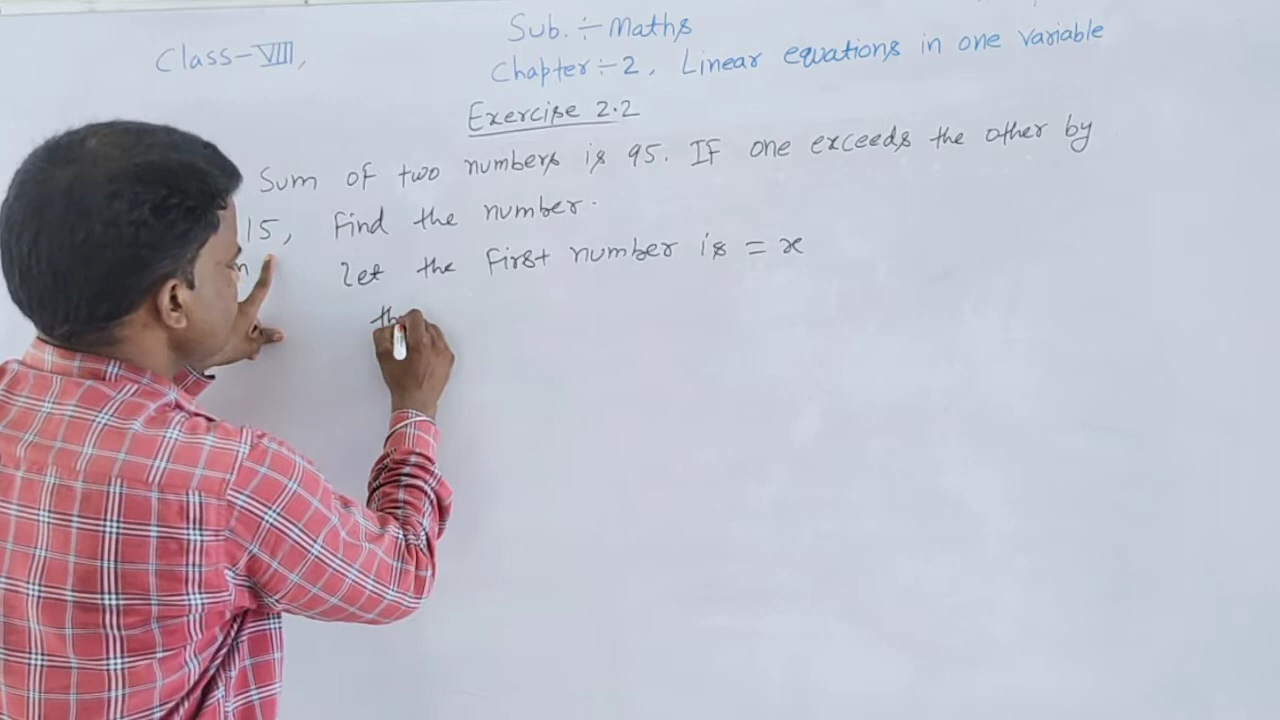 Class-VIII,
Sub. ÷ Maths
Chapter ÷ 2, Linear equations in one variable
Exercise 2.2
Sum of two numbers is 95. If one exceeds the other by
15, Find the number.
let the first number is = x
th